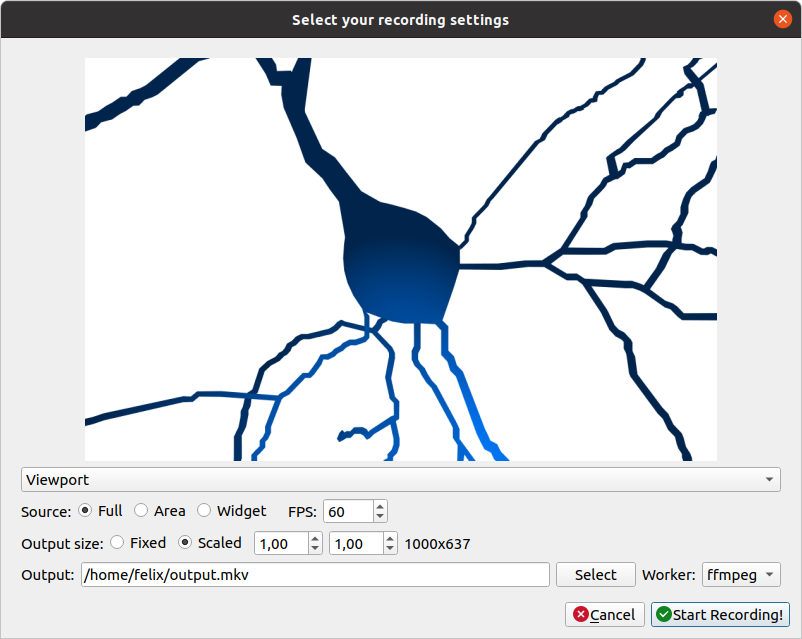 Select your recording settings
Viewport
Source: Full Area Widget FPS: 60
Output size: Fixed Scaled 1,00 1,00 1000x637
Output: /home/felix/output.mkv Select Worker: ffmpeg
Cancel Start Recording!